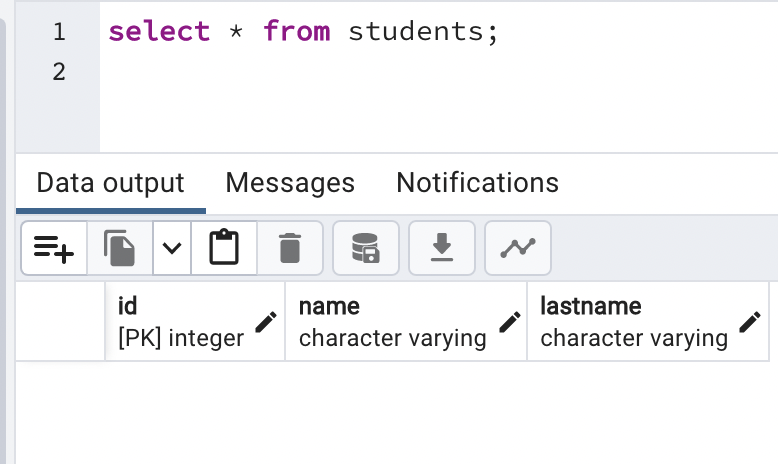 1 select * from students;
2
Data output Messages Notifications
id name lastname
[PK] integer character varying character varying